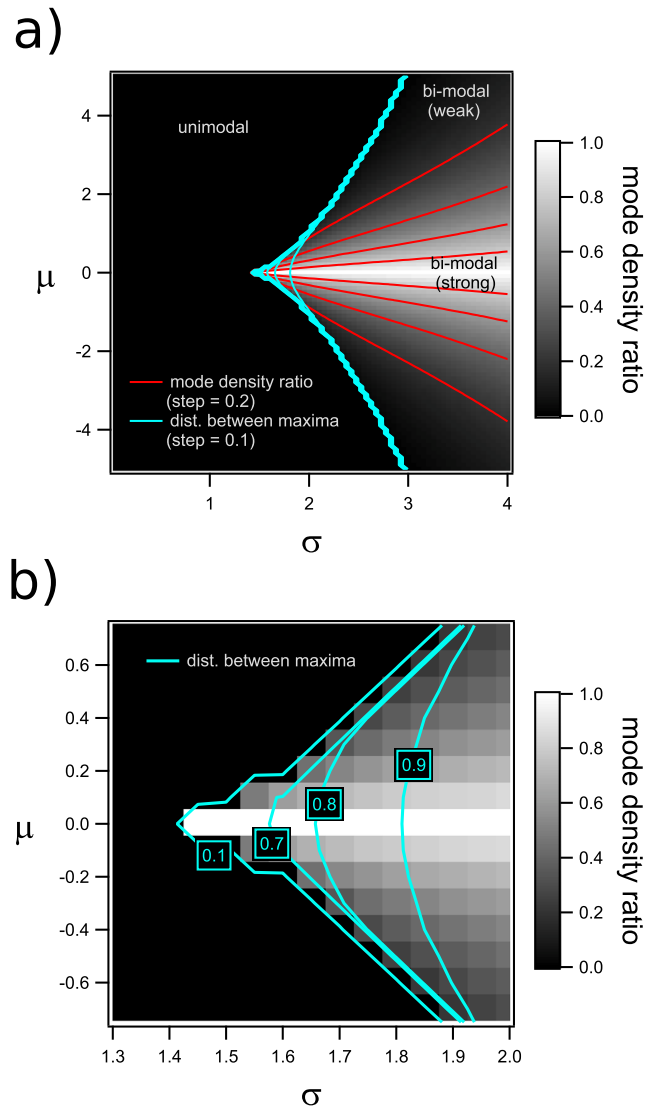 a)
unimodal
bi-modal
(weak)
bi-modal
(strong)
mode density ratio
(step = 0.2)
dist. between maxima
(step = 0.1)
4
2
0
-2
-4
μ
1
2
3
4
σ
1.0
0.8
0.6
0.4
0.2
0.0
mode density ratio
b)
dist. between maxima
0.9
0.8
0.7
0.1
0.6
0.4
0.2
0.0
-0.2
-0.4
-0.6
μ
1.3
1.4
1.5
1.6
1.7
1.8
1.9
2.0
σ
1.0
0.8
0.6
0.4
0.2
0.0
mode density ratio